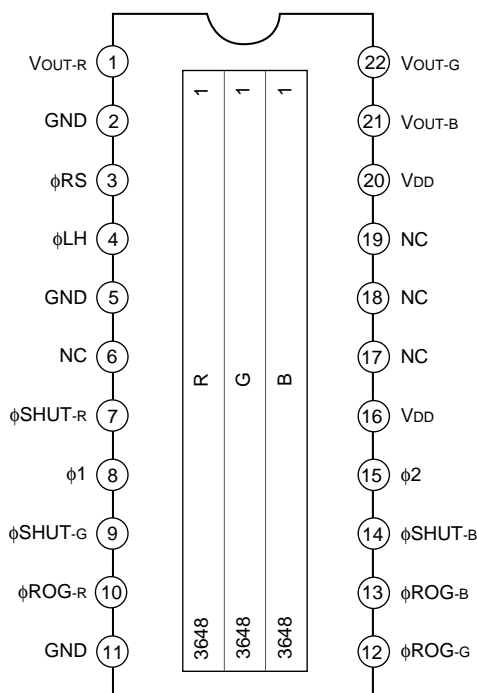 VOUT-R 1
GND 2
φRS 3
φLH 4
GND 5
NC 6
φSHUT-R 7
φ1 8
φSHUT-G 9
φROG-R 10
GND 11
1 1 1
R G B
3648 3648 3648
22 VOUT-G
21 VOUT-B
20 VDD
19 NC
18 NC
17 NC
16 VDD
15 φ2
14 φSHUT-B
13 φROG-B
12 φROG-G